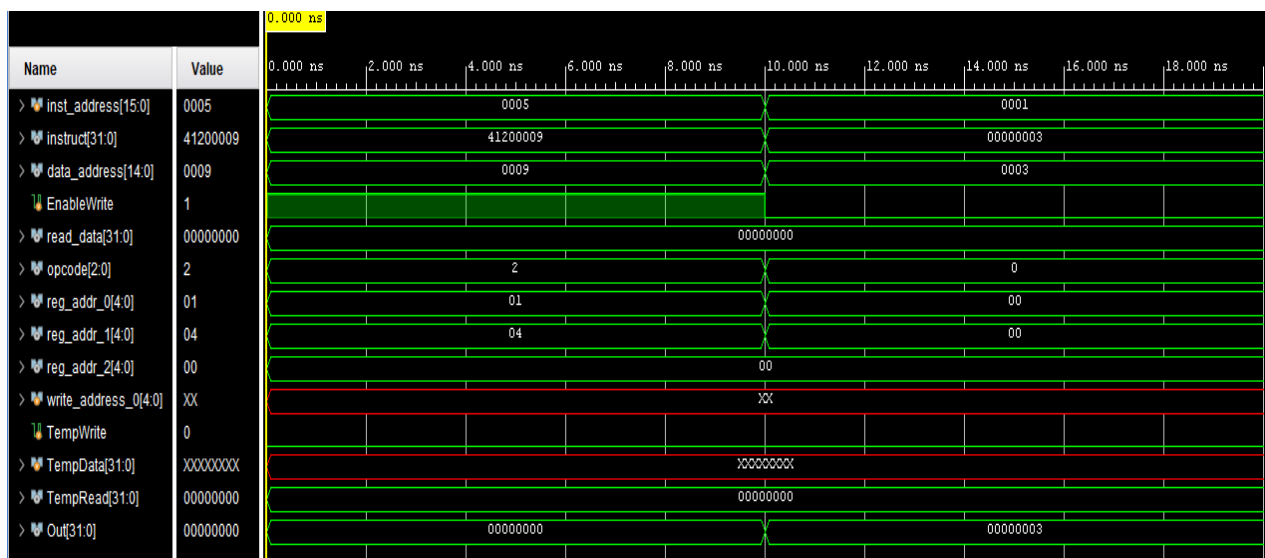 0.000 ns
Name Value 0.000 ns 2.000 ns 4.000 ns 6.000 ns 8.000 ns 10.000 ns 12.000 ns 14.000 ns 16.000 ns 18.000 ns
inst_address[15:0] 0005 0005 0001
instruct[31:0] 41200009 41200009 00000003
data_address[14:0] 0009 0009 0003
EnableWrite 1
read_data[31:0] 00000000 00000000
opcode[2:0] 2 2 0
reg_addr_0[4:0] 01 01 00
reg_addr_1[4:0] 04 04 00
reg_addr_2[4:0] 00 00
write_address_0[4:0] XX XX
TempWrite 0
TempData[31:0] XXXXXXXX XXXXXXXX
TempRead[31:0] 00000000 00000000
Out[31:0] 00000000 00000000 00000003